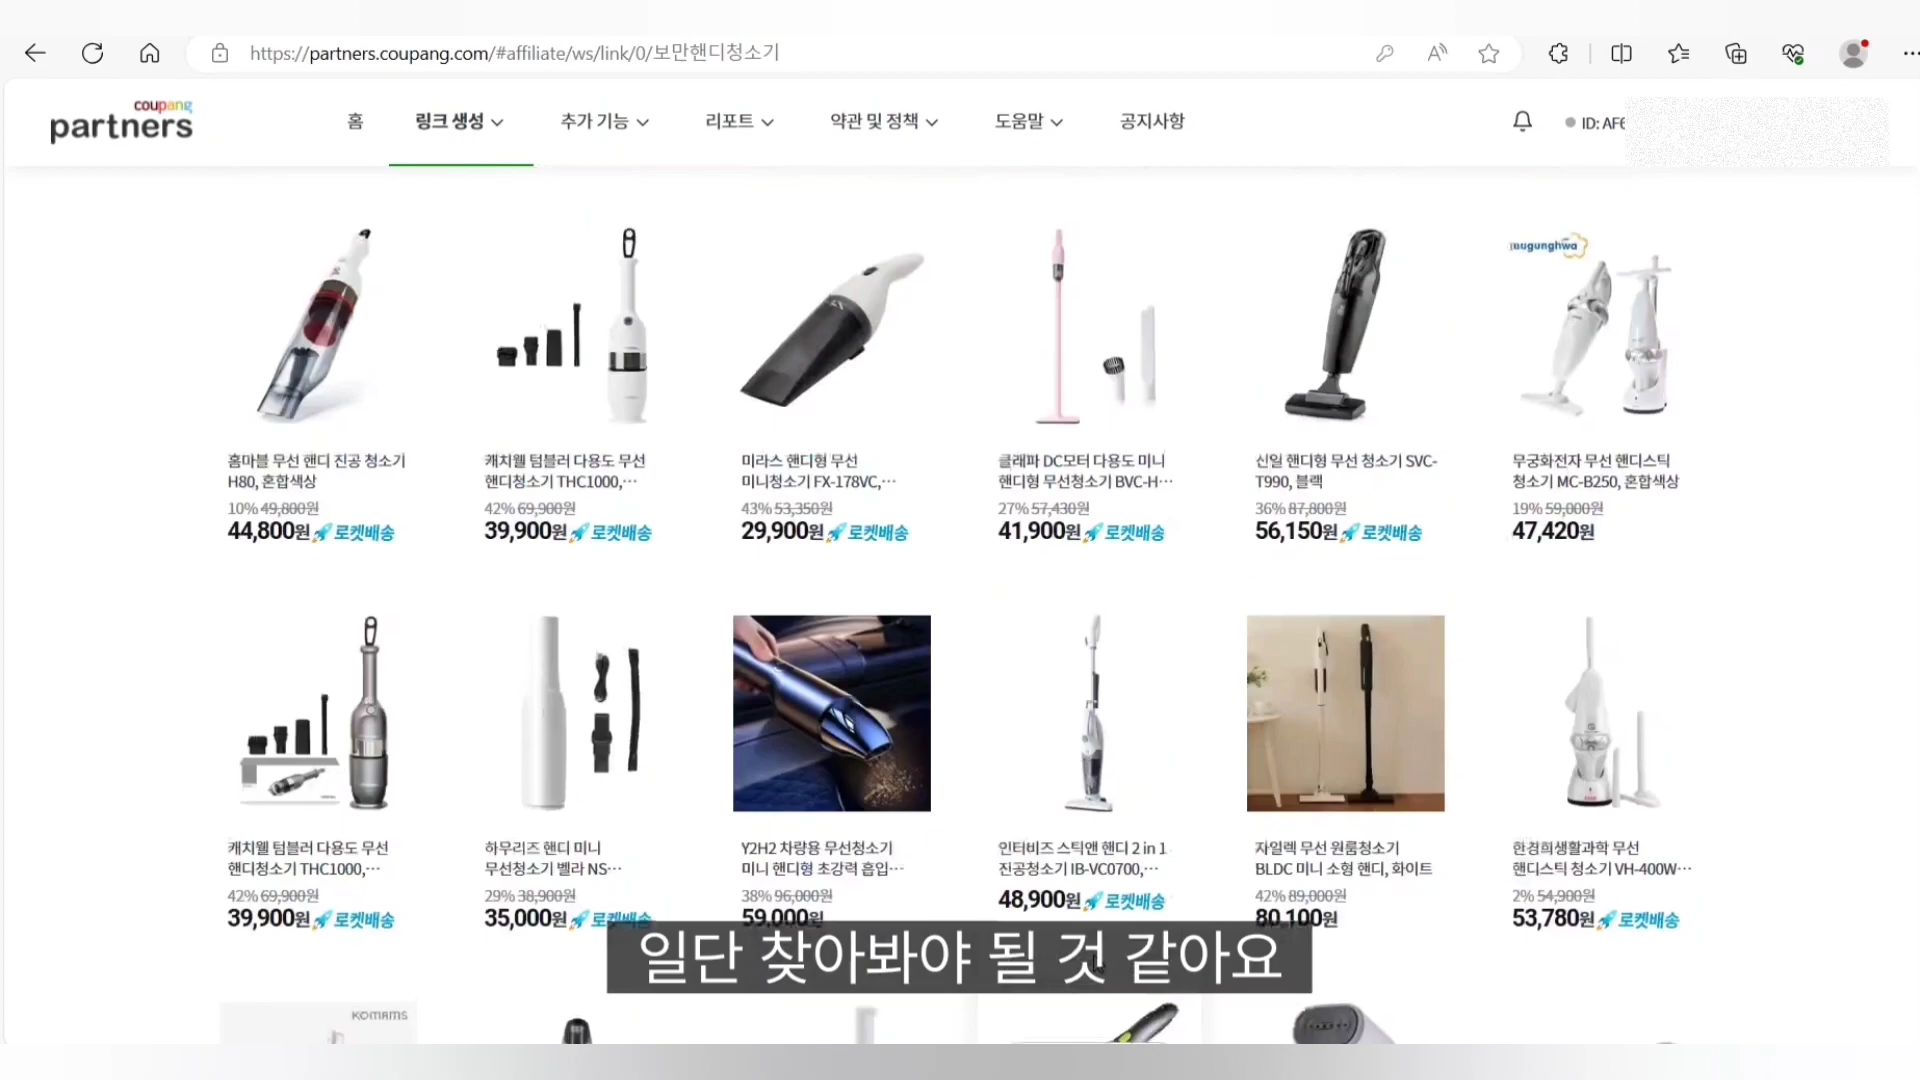 https://partners.coupang.com/#affiliate/ws/link/0/보만핸디청소기
coupang
partners
홈
링크 생성
추가 기능
리포트
약관 및 정책
도움말
공지사항
ID: AF6
mugunghwa
홈마블 무선 핸디 진공 청소기
H80, 혼합색상
10% 49,800원
44,800원 로켓배송
캐치웰 텀블러 다용도 무선
핸디청소기 THC1000,…
42% 69,900원
39,900원 로켓배송
미라스 핸디형 무선
미니청소기 FX-178VC,…
43% 53,350원
29,900원 로켓배송
클래파 DC모터 다용도 미니
핸디형 무선청소기 BVC-H…
27% 57,430원
41,900원 로켓배송
신일 핸디형 무선 청소기 SVC-
T990, 블랙
36% 87,800원
56,150원 로켓배송
무궁화전자 무선 핸디스틱
청소기 MC-B250, 혼합색상
19% 59,000원
47,420원
캐치웰 텀블러 다용도 무선
핸디청소기 THC1000,…
42% 69,900원
39,900원 로켓배송
하무리즈 핸디 미니
무선청소기 벨라 NS…
29% 38,900원
35,000원 로켓배송
Y2H2 차량용 무선청소기
미니 핸디형 초강력 흡입…
38% 96,000원
59,000원
인터비즈 스틱앤 핸디 2 in 1
진공청소기 IB-VC0700,…
48,900원 로켓배송
자일렉 무선 원룸청소기
BLDC 미니 소형 핸디, 화이트
42% 89,000원
80,100원
한경희생활과학 무선
핸디스틱 청소기 VH-400W…
2% 54,900원
53,780원 로켓배송
일단 찾아봐야 될 것 같아요
KOMAMS